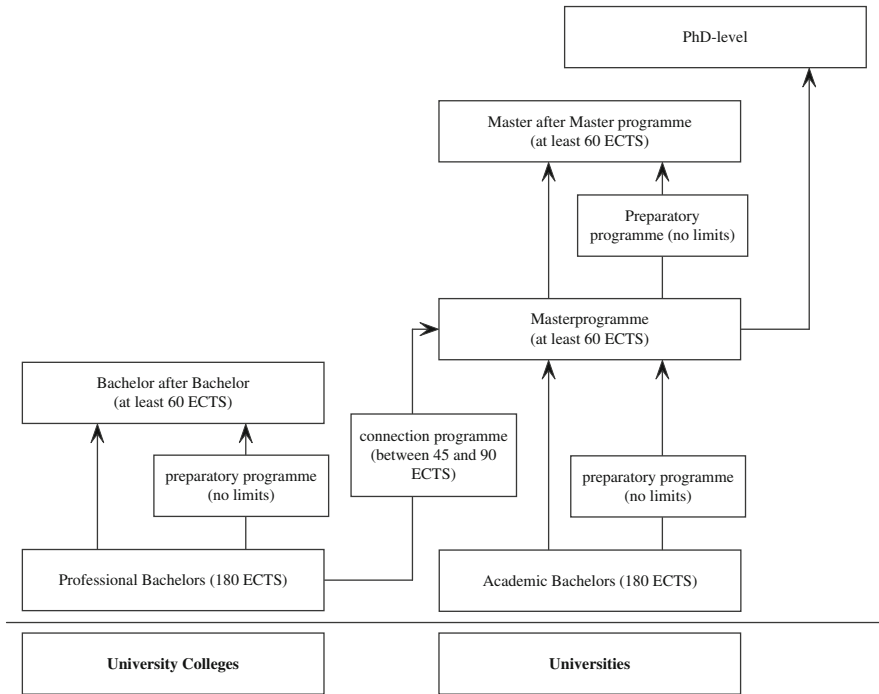 PhD-level
Master after Master programme
(at least 60 ECTS)
Preparatory
programme (no limits)
Masterprogramme
(at least 60 ECTS)
Bachelor after Bachelor
(at least 60 ECTS)
connection programme
(between 45 and 90
ECTS)
preparatory programme
(no limits)
preparatory programme
(no limits)
Professional Bachelors (180 ECTS)
Academic Bachelors (180 ECTS)
University Colleges
Universities